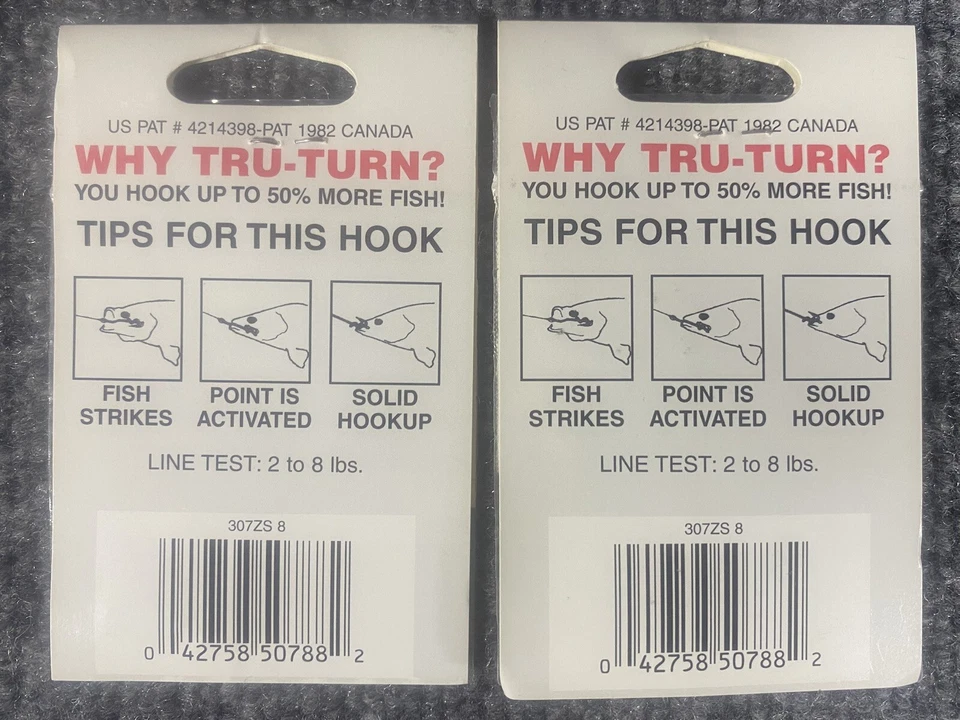 US PAT # 4214398-PAT 1982 CANADA
WHY TRU-TURN?
YOU HOOK UP TO 50% MORE FISH!
TIPS FOR THIS HOOK
FISH STRIKES
POINT IS ACTIVATED
SOLID HOOKUP
LINE TEST: 2 to 8 lbs.
307ZS 8
0 42758 50788 2
US PAT # 4214398-PAT 1982 CANADA
WHY TRU-TURN?
YOU HOOK UP TO 50% MORE FISH!
TIPS FOR THIS HOOK
FISH STRIKES
POINT IS ACTIVATED
SOLID HOOKUP
LINE TEST: 2 to 8 lbs.
307ZS 8
0 42758 50788 2